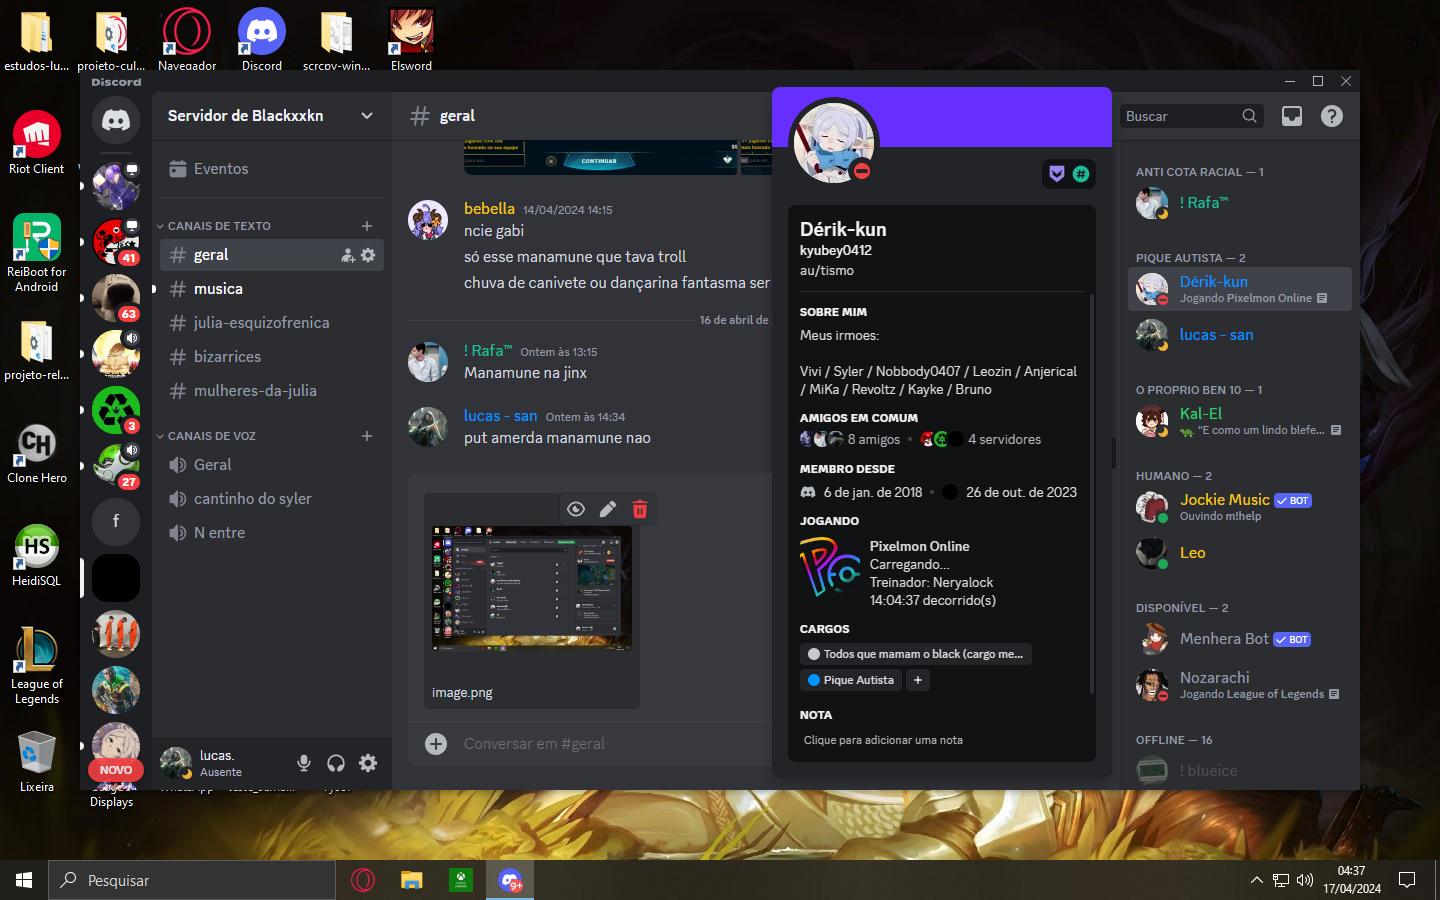 estudos-lu...
projeto-cul...
Navegador
Discord
scrcpy-win...
Elsword
Riot Client
ReiBoot for
Android
projeto-rel...
CH
Clone Hero
HS
HeidiSQL
League of
Legends
Lixeira
Displays
Discord
41
63
3
27
f
NOVO
Servidor de Blackxxkn
Eventos
CANAIS DE TEXTO
geral
musica
julia-esquizofrenica
bizarrices
mulheres-da-julia
CANAIS DE VOZ
Geral
cantinho do syler
N entre
lucas.
Ausente
geral
CONTINUAR
bebella 14/04/2024 14:15
ncie gabi
só esse manamune que tava troll
chuva de canivete ou dançarina fantasma ser
16 de abril de
! Rafa™ Ontem às 13:15
Manamune na jinx
lucas - san Ontem às 14:34
put amerda manamune nao
image.png
Conversar em #geral
Dérik-kun
kyubey0412
au/tismo
SOBRE MIM
Meus irmoes:
Vivi / Syler / Nobbody0407 / Leozin / Anjerical
/ MiKa / Revoltz / Kayke / Bruno
AMIGOS EM COMUM
8 amigos • 4 servidores
MEMBRO DESDE
6 de jan. de 2018 • 26 de out. de 2023
JOGANDO
Pixelmon Online
Carregando...
Treinador: Neryalock
14:04:37 decorrido(s)
CARGOS
Todos que mamam o black (cargo me...
Pique Autista
+
NOTA
Clique para adicionar uma nota
Buscar
ANTI COTA RACIAL — 1
! Rafa™
PIQUE AUTISTA — 2
Dérik-kun
Jogando Pixelmon Online
lucas - san
O PROPRIO BEN 10 — 1
Kal-El
"E como um lindo blefe...
HUMANO — 2
Jockie Music BOT
Ouvindo m!help
Leo
DISPONÍVEL — 2
Menhera Bot BOT
Nozarachi
Jogando League of Legends
OFFLINE — 16
! blueice
Pesquisar
9+
04:37
17/04/2024